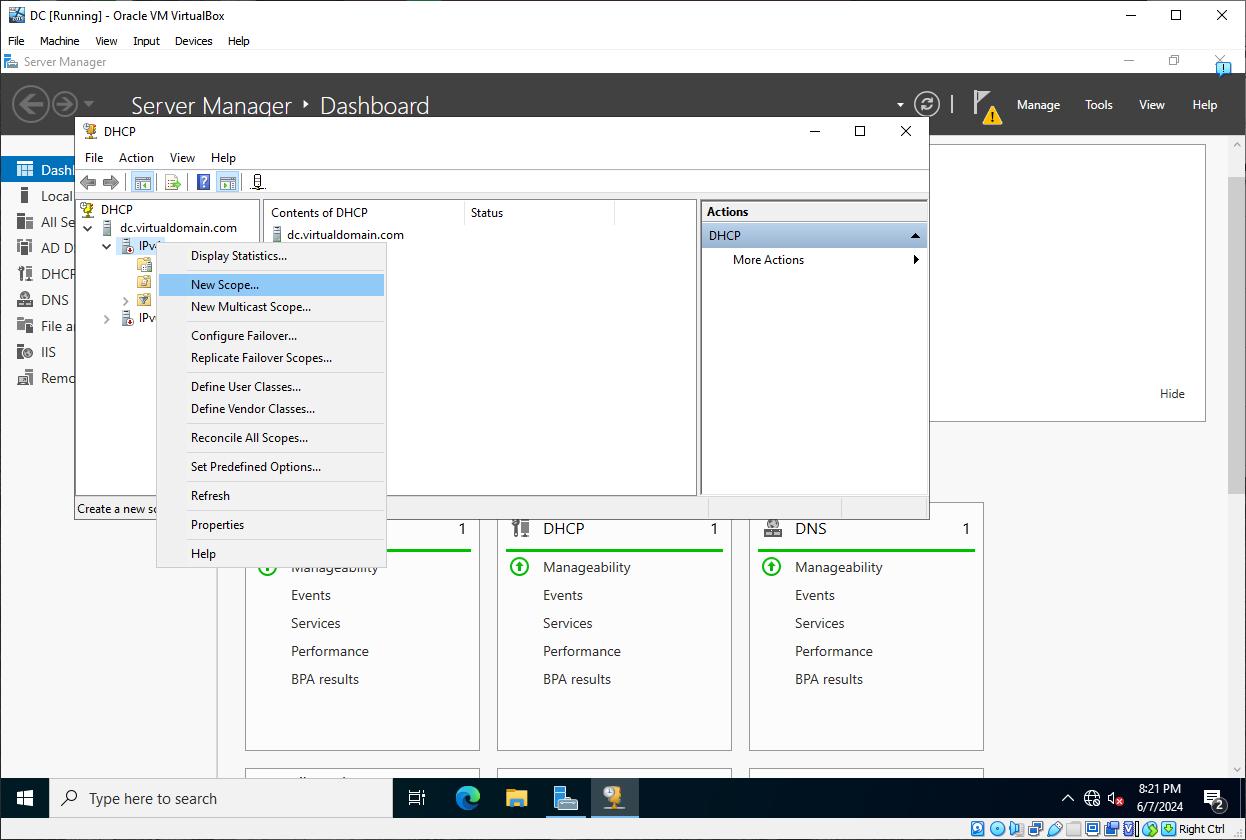 DC [Running] - Oracle VM VirtualBox
File Machine View Input Devices Help
Server Manager
Server Manager Dashboard
Manage Tools View Help
DHCP
File Action View Help
DHCP
dc.virtualdomain.com
IPv4
IPv
Contents of DHCP Status
dc.virtualdomain.com
Actions
DHCP
More Actions
Dashl
Local
All Se
AD D
DHCP
DNS
File a
IIS
Remo
Display Statistics...
New Scope...
New Multicast Scope...
Configure Failover...
Replicate Failover Scopes...
Define User Classes...
Define Vendor Classes...
Reconcile All Scopes...
Set Predefined Options...
Refresh
Properties
Help
Create a new sc
Hide
1
Manageability
Events
Services
Performance
BPA results
DHCP 1
Manageability
Events
Services
Performance
BPA results
DNS 1
Manageability
Events
Services
Performance
BPA results
Type here to search
8:21 PM
6/7/2024
2
Right Ctrl